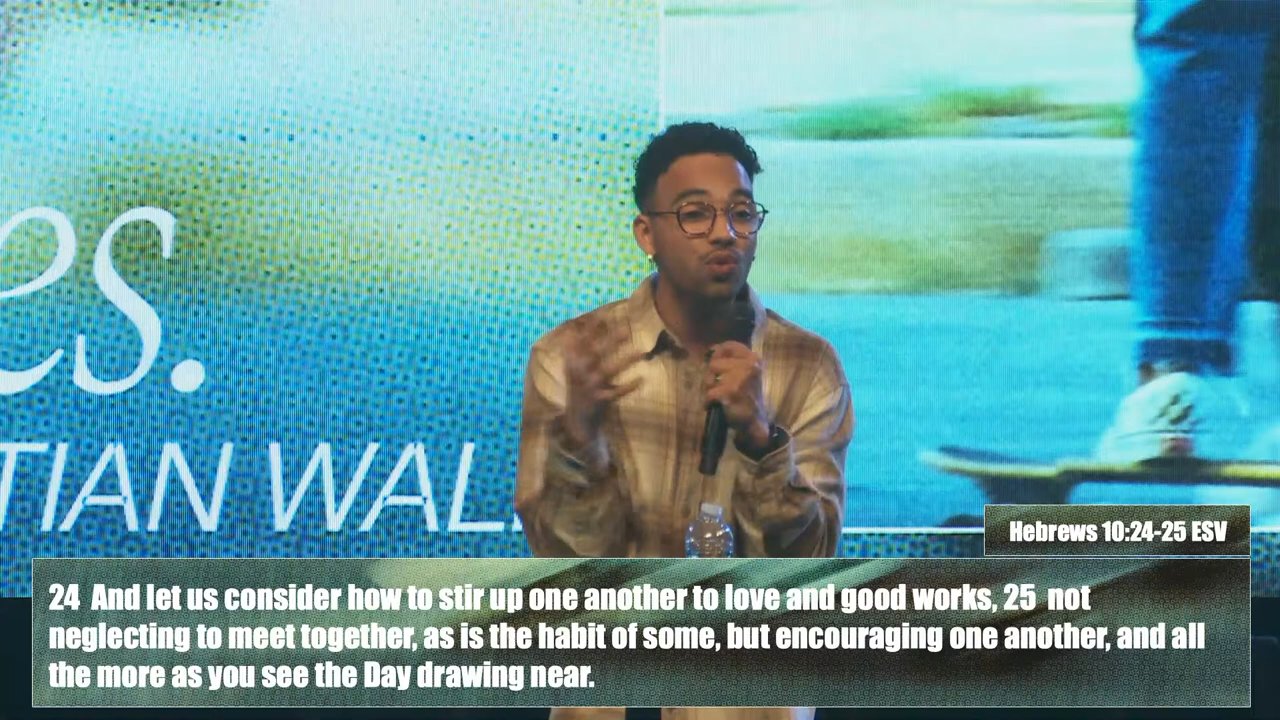 es.
TIAN WAL
Hebrews 10:24-25 ESV
24 And let us consider how to stir up one another to love and good works, 25 not
neglecting to meet together, as is the habit of some, but encouraging one another, and all
the more as you see the Day drawing near.